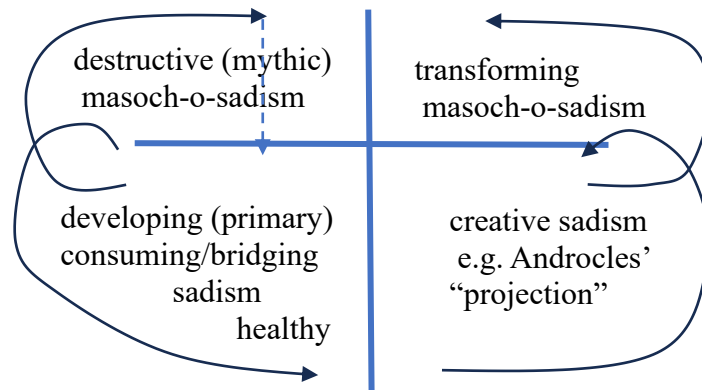 destructive (mythic)
masoch-o-sadism
transforming
masoch-o-sadism
developing (primary)
consuming/bridging
sadism
healthy
creative sadism
e.g. Androcles’
“projection”